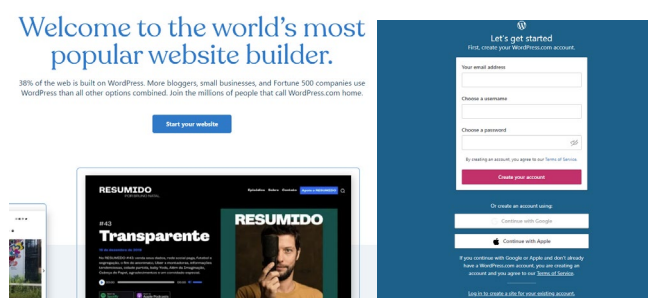 Welcome to the world's most
popular website builder.
38% of the web is built on WordPress. More bloggers, small businesses, and Fortune 500 companies use
WordPress than all other options combined. Join the millions of people that call WordPress.com home.
Start your website
RESUMIDO
Episódios Sobre Contato Apoie o RESUMIDO
#43
Transparente
RESUMIDO
Let's get started
First, create your WordPress.com account.
Your email address
Choose a username
Choose a password
By creating an account, you agree to our Terms of Service.
Create your account
Or create an account using:
Continue with Google
Continue with Apple
If you continue with Google or Apple and don't already
have a WordPress.com account, you are creating an
account and you agree to our Terms of Service.
Log in to create a site for your existing account.